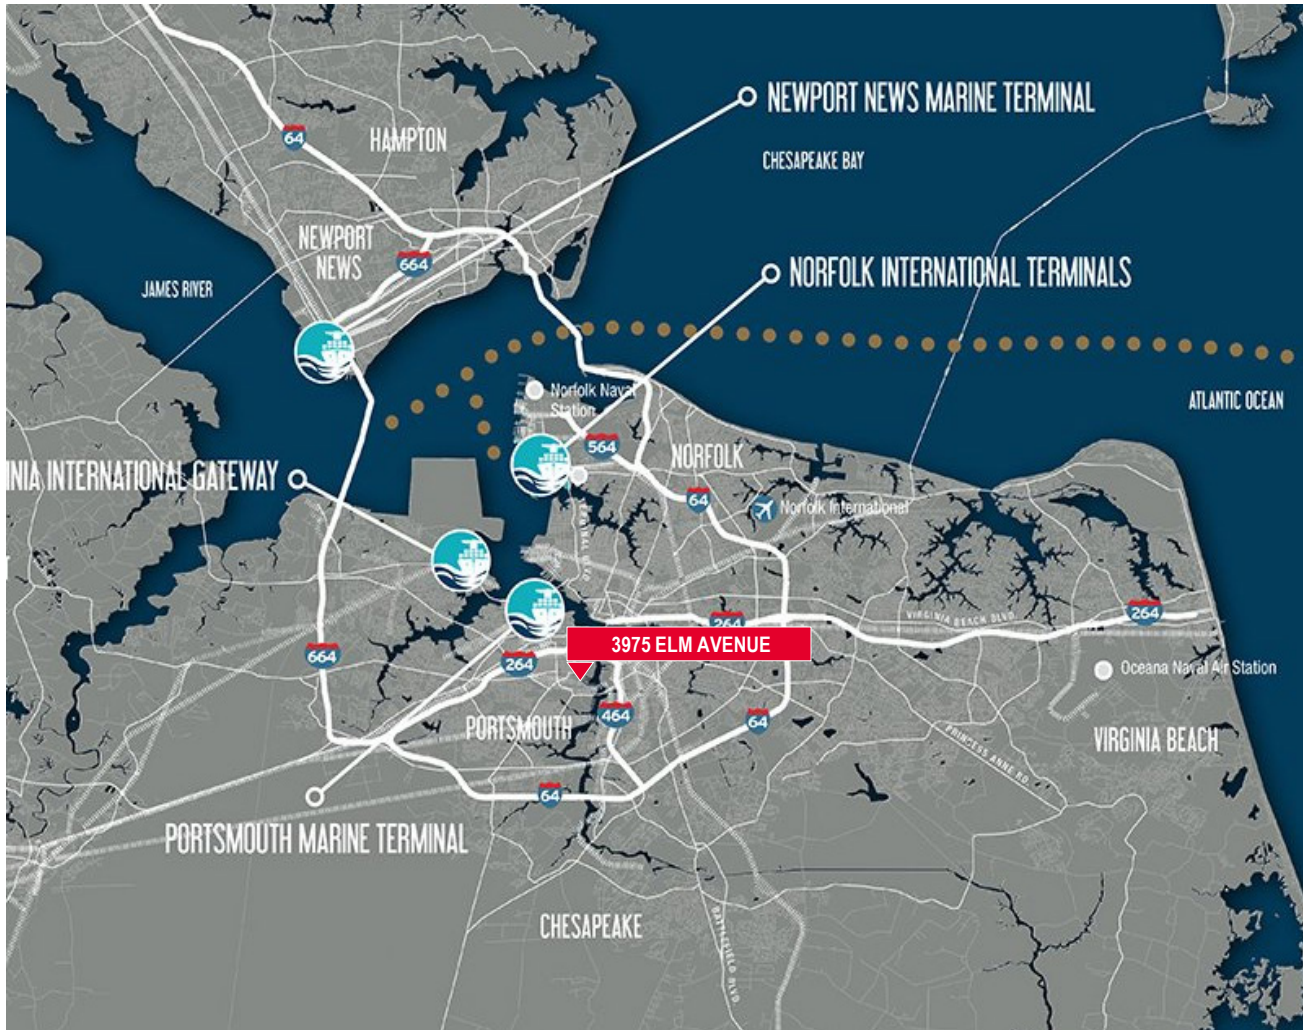 NEWPORT NEWS MARINE TERMINAL
64
HAMPTON
CHESAPEAKE BAY
NEWPORT
NEWS
664
NORFOLK INTERNATIONAL TERMINALS
JAMES RIVER
Norfolk Naval
Station
ATLANTIC OCEAN
564
NORFOLK
INIA INTERNATIONAL GATEWAY
64
Norfolk International
264
VIRGINIA BEACH BLVD
264
3975 ELM AVENUE
664
264
Oceana Naval Air Station
464
64
PORTSMOUTH
VIRGINIA BEACH
PRINCESS ANNE RD
64
PORTSMOUTH MARINE TERMINAL
CHESAPEAKE
BATTLEFIELD BLVD